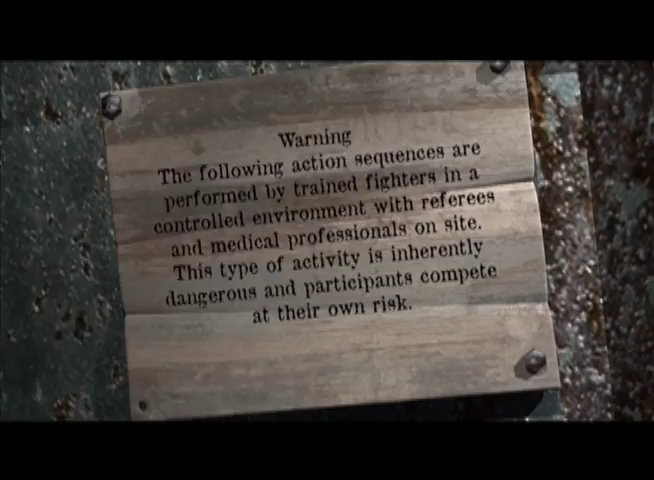 Warning
The following action sequences are
performed by trained fighters in a
controlled environment with referees
and medical professionals on site.
This type of activity is inherently
dangerous and participants compete
at their own risk.